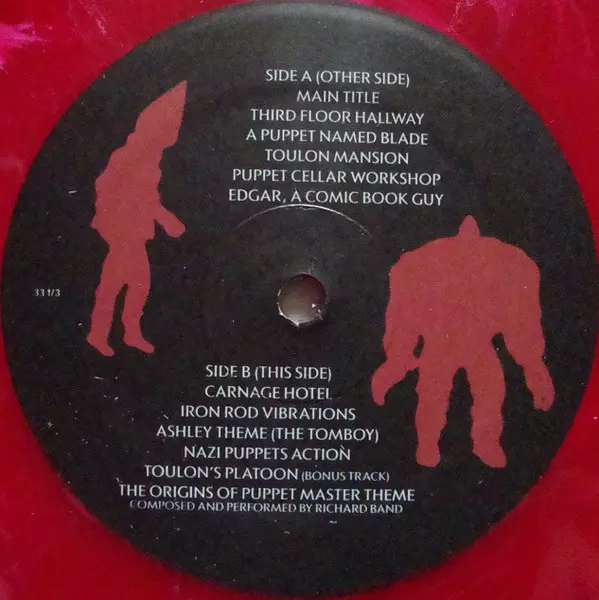 SIDE A (OTHER SIDE)
MAIN TITLE
THIRD FLOOR HALLWAY
A PUPPET NAMED BLADE
TOULON MANSION
PUPPET CELLAR WORKSHOP
EDGAR, A COMIC BOOK GUY
33 1/3
SIDE B (THIS SIDE)
CARNAGE HOTEL
IRON ROD VIBRATIONS
ASHLEY THEME (THE TOMBOY)
NAZI PUPPETS ACTION
TOULON'S PLATOON (BONUS TRACK)
THE ORIGINS OF PUPPET MASTER THEME
COMPOSED AND PERFORMED BY RICHARD BAND